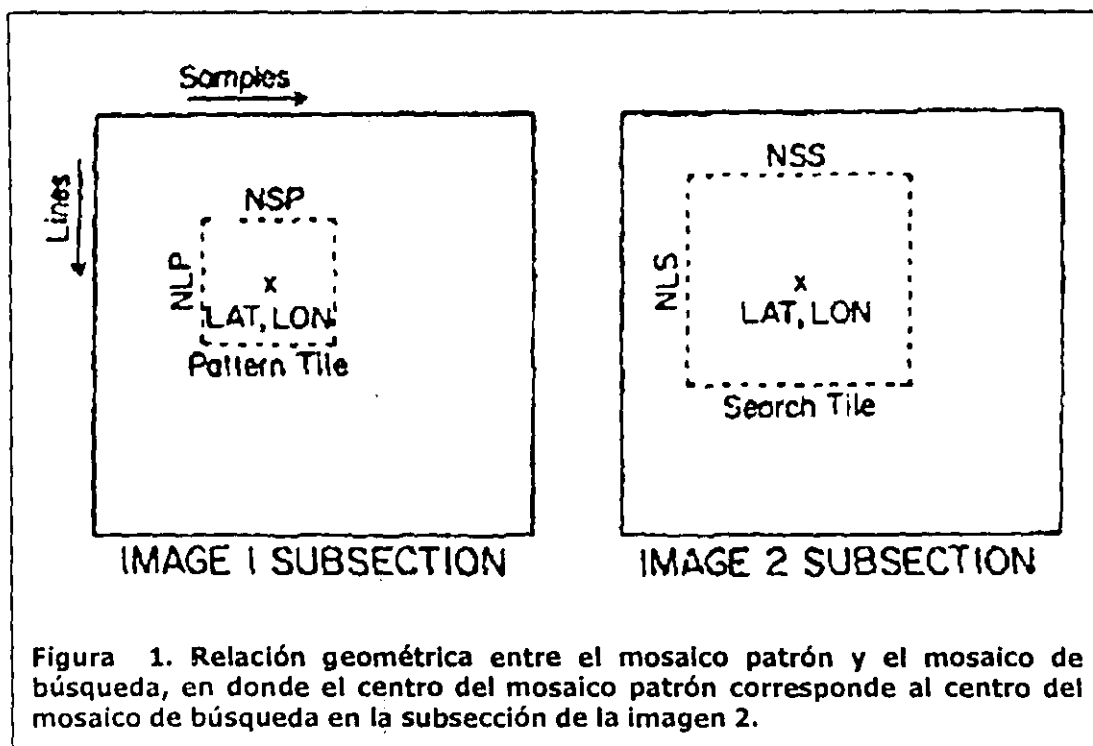 Samples
Lines
NSP
NLP
x
LAT, LON
Pattern Tile
IMAGE 1 SUBSECTION
NSS
NLS
x
LAT, LON
Search Tile
IMAGE 2 SUBSECTION
Figura 1. Relación geométrica entre el mosaico patrón y el mosaico de
búsqueda, en donde el centro del mosaico patrón corresponde al centro del
mosaico de búsqueda en la subsección de la imagen 2.